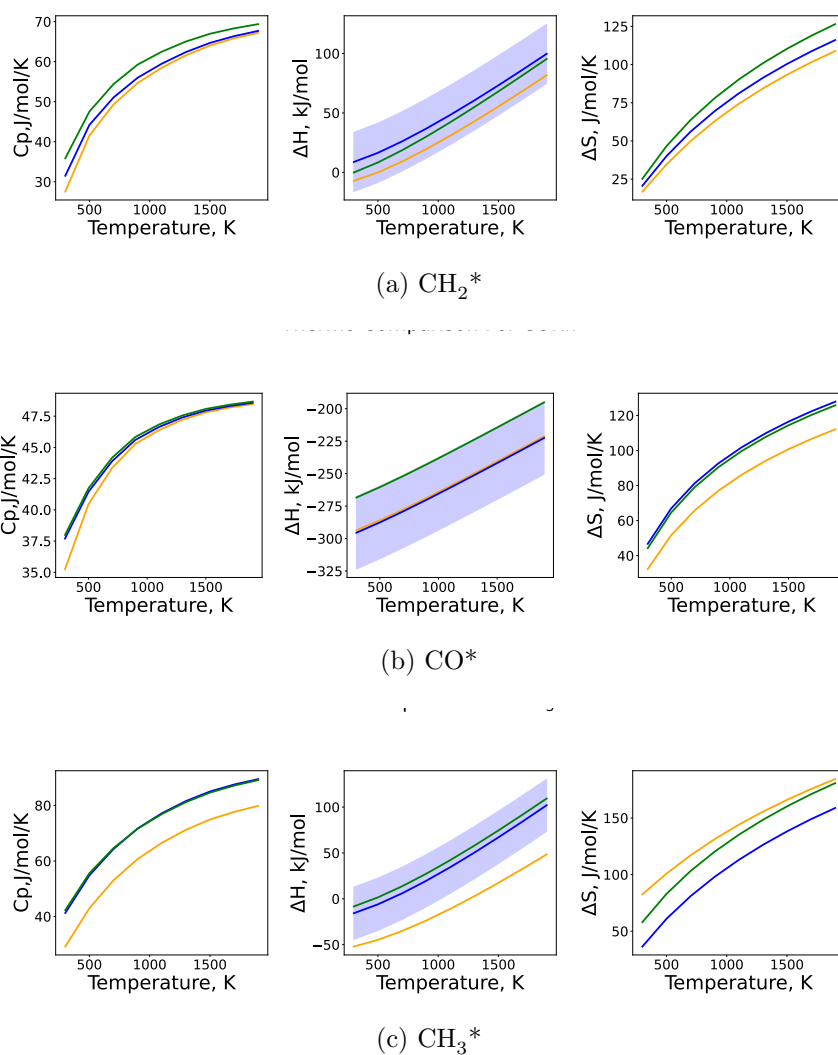 70
60
50
40
30
Cp,J/mol/K
500 1000 1500
Temperature, K
100
50
0
ΔH, kJ/mol
500 1000 1500
Temperature, K
125
100
75
50
25
ΔS, J/mol/K
500 1000 1500
Temperature, K
(a) CH₂*
47.5
45.0
42.5
40.0
37.5
35.0
Cp,J/mol/K
500 1000 1500
Temperature, K
−200
−225
−250
−275
−300
−325
ΔH, kJ/mol
500 1000 1500
Temperature, K
120
100
80
60
40
ΔS, J/mol/K
500 1000 1500
Temperature, K
(b) CO*
80
60
40
Cp,J/mol/K
500 1000 1500
Temperature, K
100
50
0
−50
ΔH, kJ/mol
500 1000 1500
Temperature, K
150
100
50
ΔS, J/mol/K
500 1000 1500
Temperature, K
(c) CH₃*